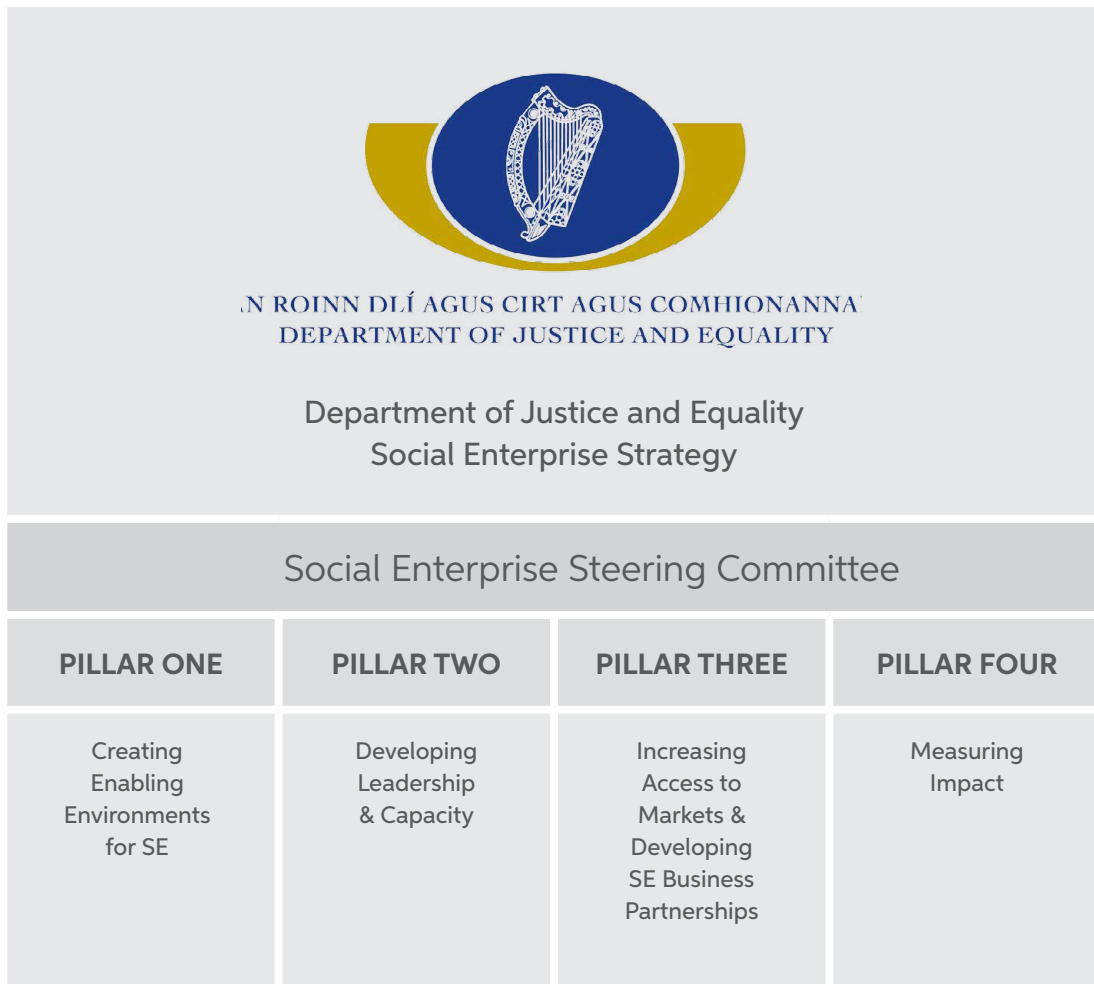 N ROINN DLÍ AGUS CIRT AGUS COMHIONANNA
DEPARTMENT OF JUSTICE AND EQUALITY
Department of Justice and Equality
Social Enterprise Strategy
Social Enterprise Steering Committee
PILLAR ONE
Creating
Enabling
Environments
for SE
PILLAR TWO
Developing
Leadership
& Capacity
PILLAR THREE
Increasing
Access to
Markets &
Developing
SE Business
Partnerships
PILLAR FOUR
Measuring
Impact